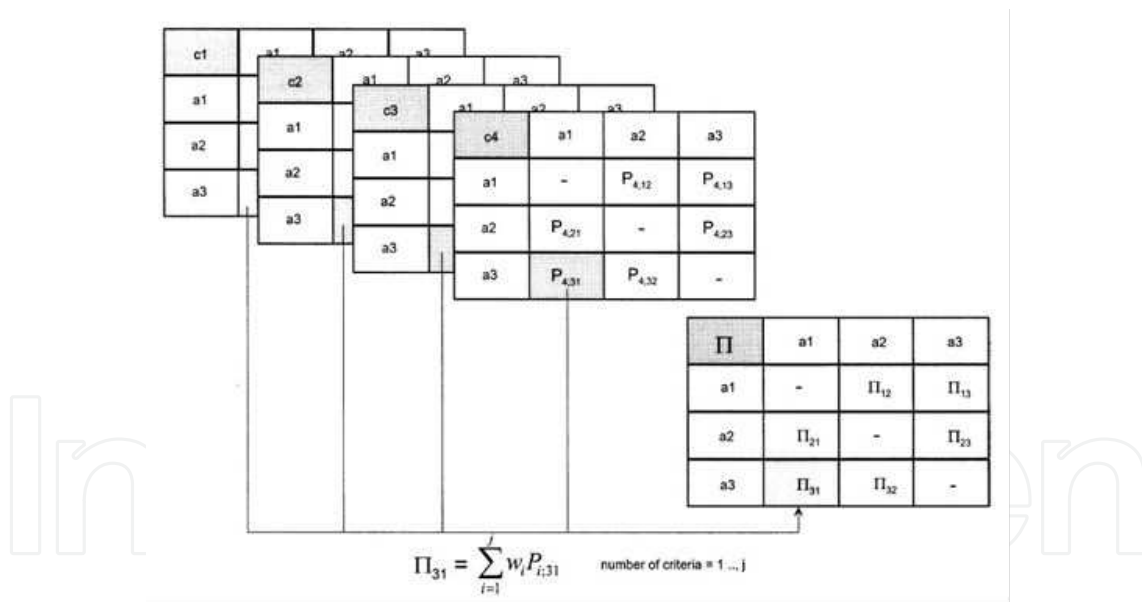 c1 a1 a2 a3
a1
a2
a3
c2 a1 a2 a3
a1
a2
a3
c3 a1 a2 a3
a1
a2
a3
c4 a1 a2 a3
a1 - P4,12 P4,13
a2 P4,21 - P4,23
a3 P4,31 P4,32 -
Π a1 a2 a3
a1 - Π12 Π13
a2 Π21 - Π23
a3 Π31 Π32 -
Π31 = ∑ j i=1 wi Pi;31 number of criteria = 1 .., j